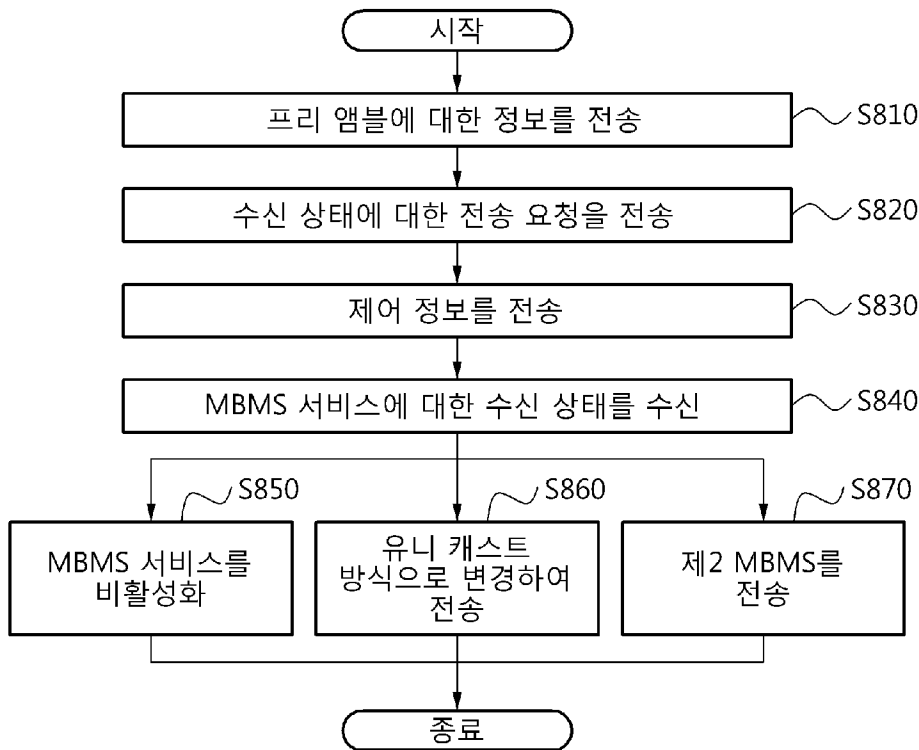 시작
프리 앰블에 대한 정보를 전송
S810
수신 상태에 대한 전송 요청을 전송
S820
제어 정보를 전송
S830
MBMS 서비스에 대한 수신 상태를 수신
S840
S850
MBMS 서비스를
비활성화
S860
유니 캐스트
방식으로 변경하여
전송
S870
제2 MBMS를
전송
종료